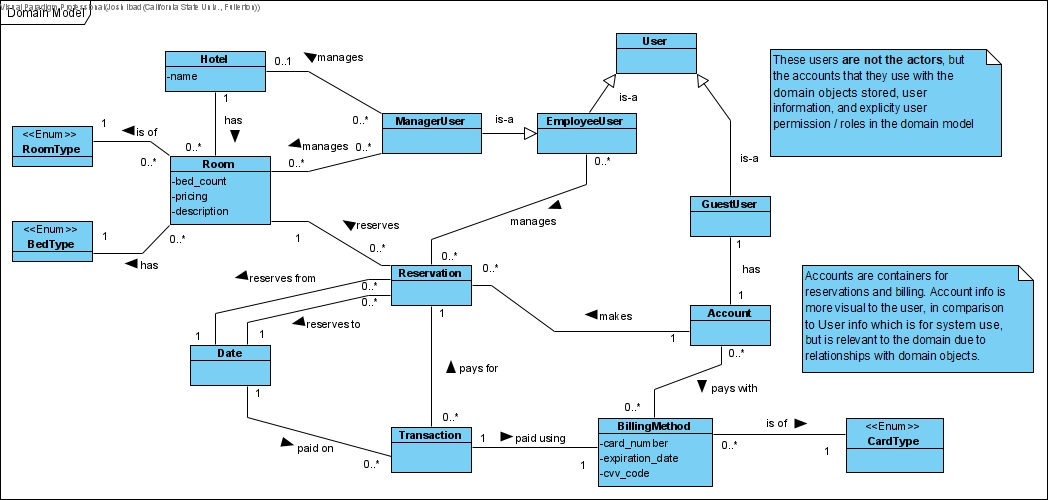 Visual Paradigm Professional(Josh Ibad(California State Univ., Fullerton))
Domain Model
User
These users are not the actors, but
the accounts that they use with the
domain objects stored, user
information, and explicity user
permission / roles in the domain model
Hotel
-name
0..1
manages
1
is-a
0..*
ManagerUser
is-a
EmployeeUser
has
1
is of
<<Enum>>
RoomType
0..*
0..*
0..*
manages
0..*
0..*
is-a
Room
-bed_count
-pricing
-description
GuestUser
<<Enum>>
BedType
1
0..*
has
1
reserves
0..*
manages
1
has
1
0..*
Reservation
0..*
reserves from
0..*
0..*
1
reserves to
1
1
makes
1
Account
0..*
Accounts are containers for
reservations and billing. Account info is
more visual to the user, in comparison
to User info which is for system use,
but is relevant to the domain due to
relationships with domain objects.
Date
1
pays for
pays with
0..*
0..*
paid on
0..*
Transaction
1
paid using
1
BillingMethod
-card_number
-expiration_date
-cvv_code
is of
0..*
1
<<Enum>>
CardType